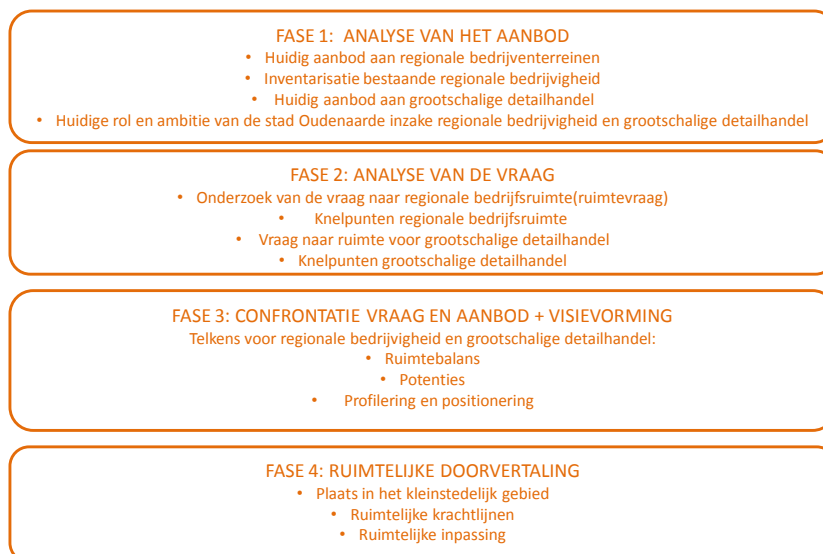 FASE 1: ANALYSE VAN HET AANBOD
• Huidig aanbod aan regionale bedrijventerreinen
• Inventarisatie bestaande regionale bedrijvigheid
• Huidig aanbod aan grootschalige detailhandel
• Huidige rol en ambitie van de stad Oudenaarde inzake regionale bedrijvigheid en grootschalige detailhandel
FASE 2: ANALYSE VAN DE VRAAG
• Onderzoek van de vraag naar regionale bedrijfsruimte(ruimtevraag)
• Knelpunten regionale bedrijfsruimte
• Vraag naar ruimte voor grootschalige detailhandel
• Knelpunten grootschalige detailhandel
FASE 3: CONFRONTATIE VRAAG EN AANBOD + VISIEVORMING
Telkens voor regionale bedrijvigheid en grootschalige detailhandel:
• Ruimtebalans
• Potenties
• Profilering en positionering
FASE 4: RUIMTELIJKE DOORVERTALING
• Plaats in het kleinstedelijk gebied
• Ruimtelijke krachtlijnen
• Ruimtelijke inpassing